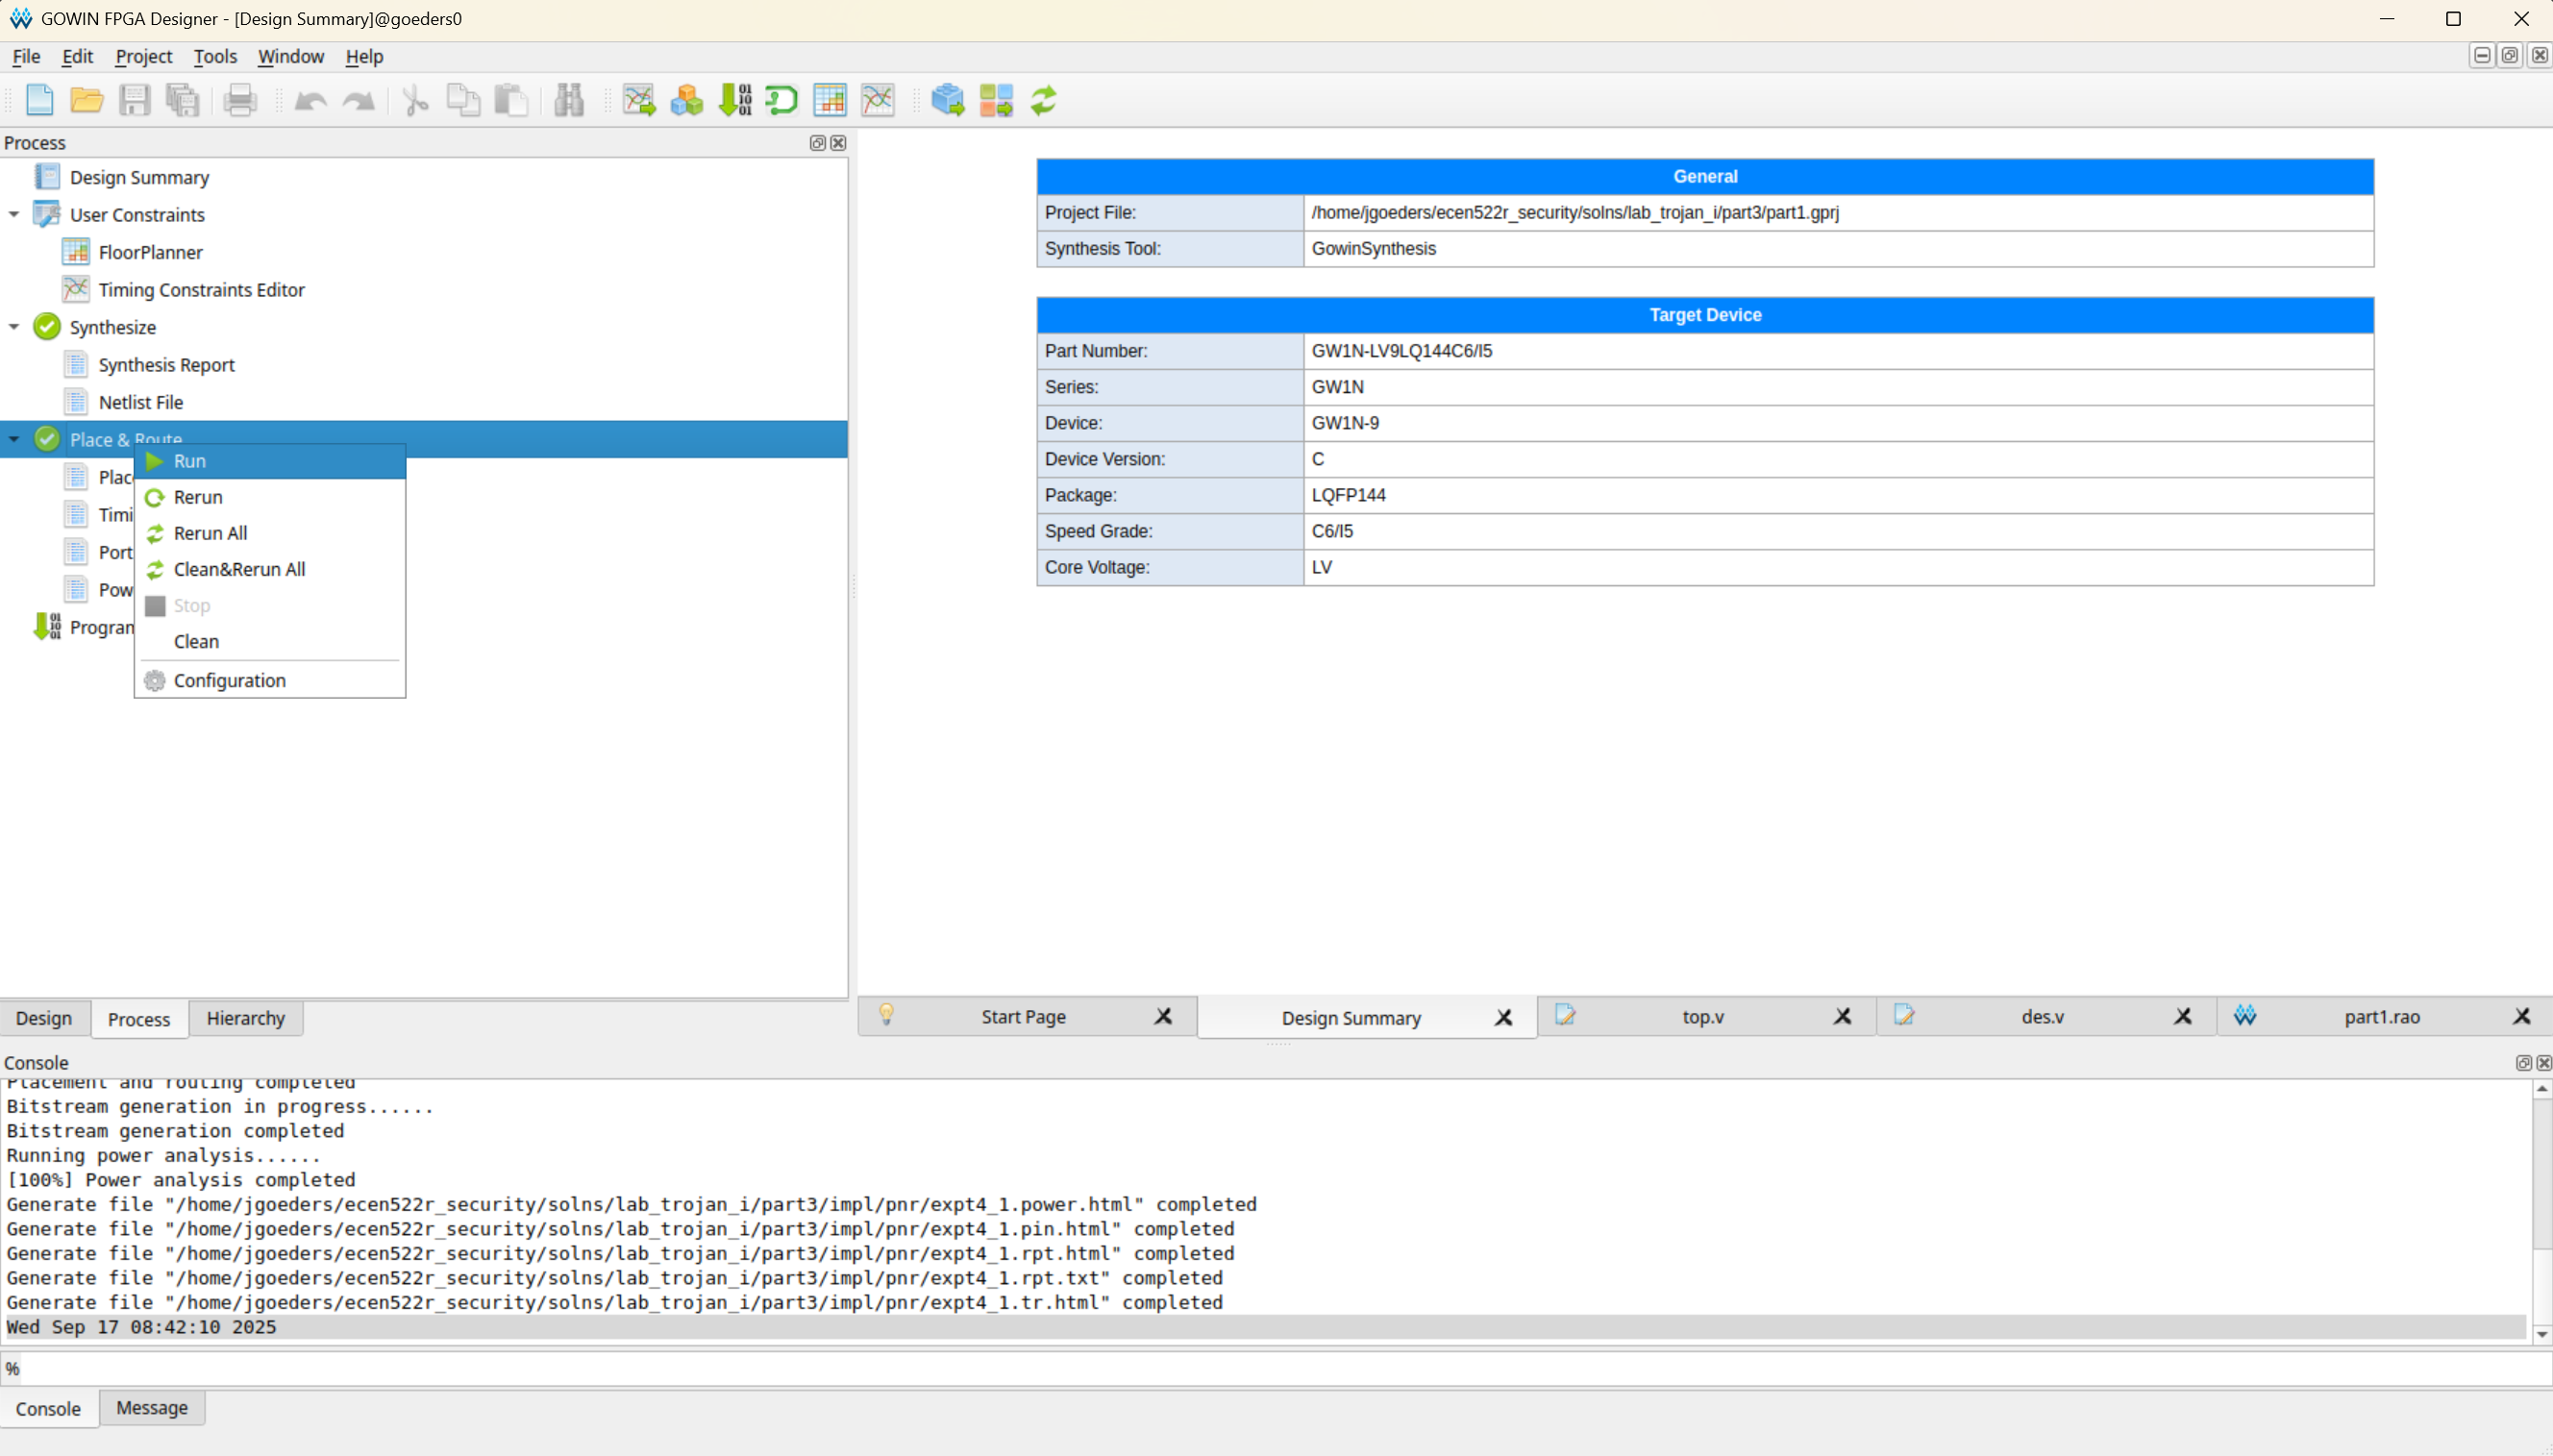 GOWIN FPGA Designer - [Design Summary]@goeders0
File Edit Project Tools Window Help
Process
Design Summary
User Constraints
FloorPlanner
Timing Constraints Editor
Synthesize
Synthesis Report
Netlist File
Place & Route
Plac
Timi
Port
Pow
Program
Run
Rerun
Rerun All
Clean&Rerun All
Stop
Clean
Configuration
General
Project File: /home/jgoeders/ecen522r_security/solns/lab_trojan_i/part3/part1.gprj
Synthesis Tool: GowinSynthesis
Target Device
Part Number: GW1N-LV9LQ144C6/I5
Series: GW1N
Device: GW1N-9
Device Version: C
Package: LQFP144
Speed Grade: C6/I5
Core Voltage: LV
Design Process Hierarchy
Start Page Design Summary top.v des.v part1.rao
Console
Placement and routing completed
Bitstream generation in progress......
Bitstream generation completed
Running power analysis......
[100%] Power analysis completed
Generate file "/home/jgoeders/ecen522r_security/solns/lab_trojan_i/part3/impl/pnr/expt4_1.power.html" completed
Generate file "/home/jgoeders/ecen522r_security/solns/lab_trojan_i/part3/impl/pnr/expt4_1.pin.html" completed
Generate file "/home/jgoeders/ecen522r_security/solns/lab_trojan_i/part3/impl/pnr/expt4_1.rpt.html" completed
Generate file "/home/jgoeders/ecen522r_security/solns/lab_trojan_i/part3/impl/pnr/expt4_1.rpt.txt" completed
Generate file "/home/jgoeders/ecen522r_security/solns/lab_trojan_i/part3/impl/pnr/expt4_1.tr.html" completed
Wed Sep 17 08:42:10 2025
%
Console Message